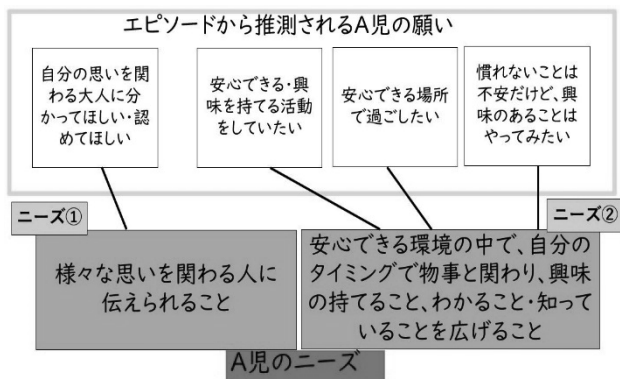 エピソードから推測されるA児の願い
自分の思いを関
わる大人に分
かってほしい・認
めてほしい
安心できる・興
味を持てる活動
をしていたい
安心できる場所
で過ごしたい
慣れないことは
不安だけど、興
味のあることは
やってみたい
ニーズ①
様々な思いを関わる人に
伝えられること
ニーズ②
安心できる環境の中で、自分の
タイミングで物事と関わり、興味
の持てること、わかること・知って
いることを広げること
A児のニーズ